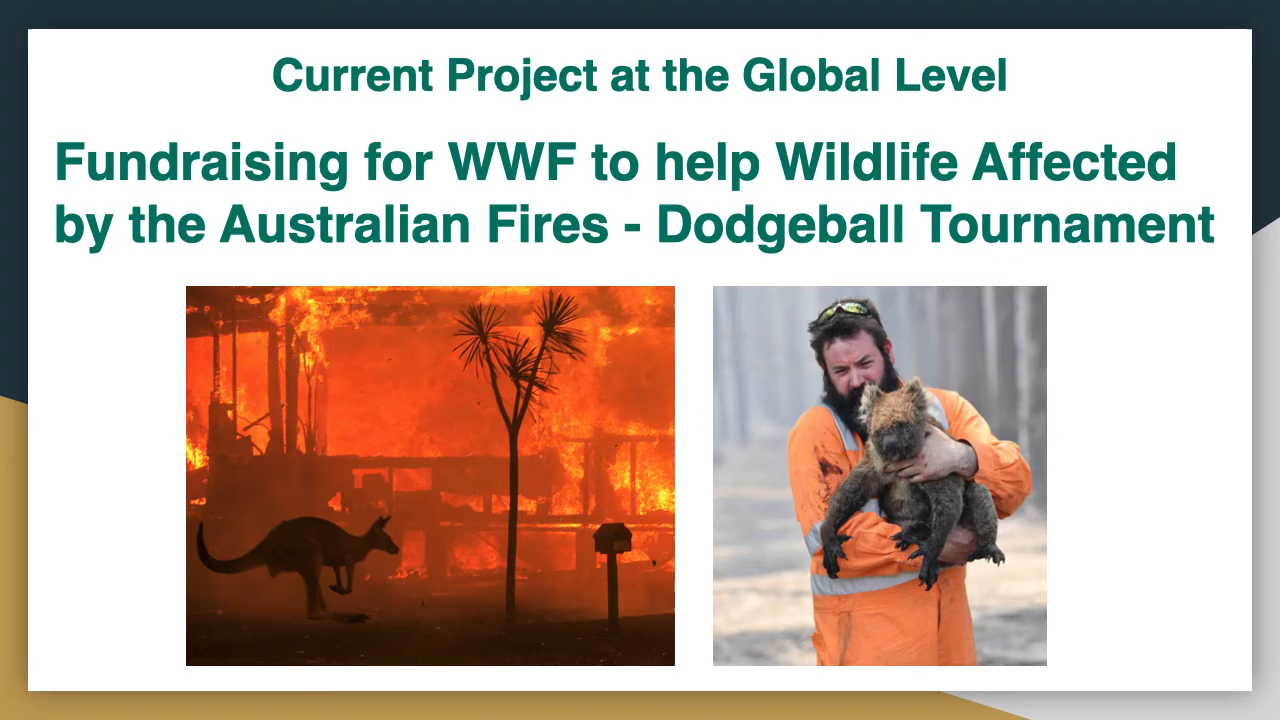 Current Project at the Global Level
Fundraising for WWF to help Wildlife Affected
by the Australian Fires - Dodgeball Tournament